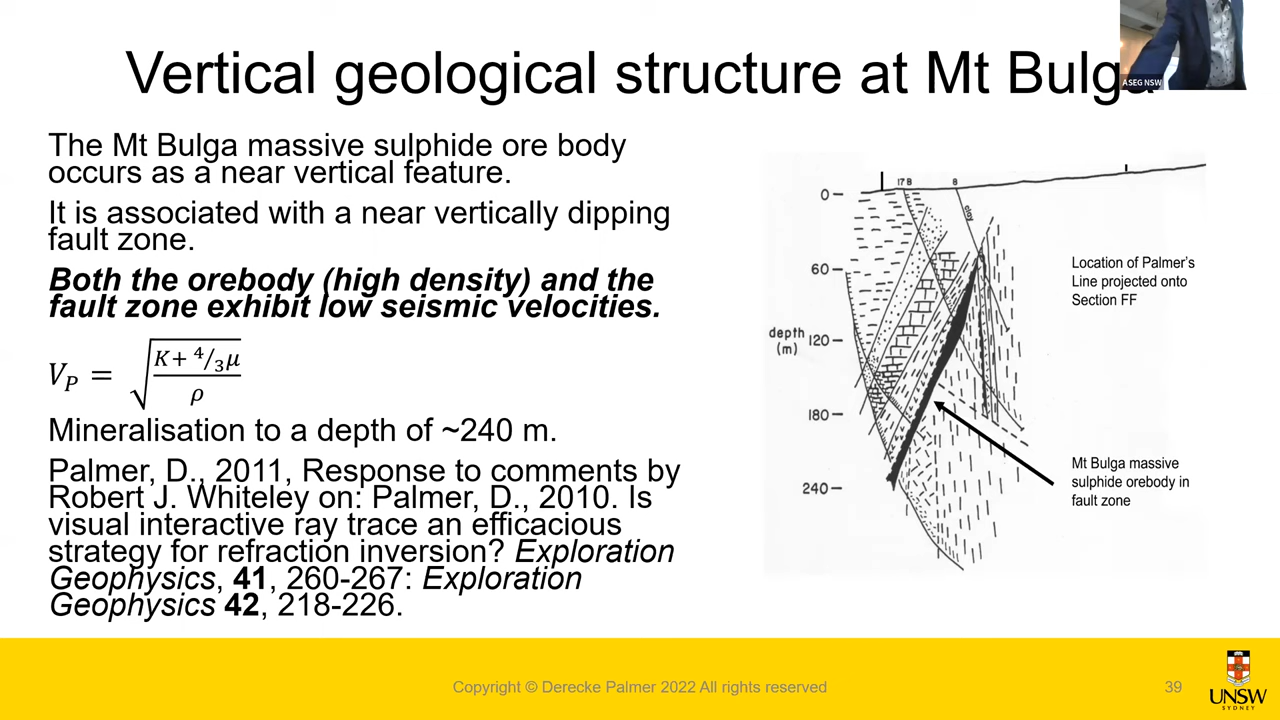 Vertical geological structure at Mt Bulga
ASEG NSW
The Mt Bulga massive sulphide ore body
occurs as a near vertical feature.
It is associated with a near vertically dipping
fault zone.
Both the orebody (high density) and the
fault zone exhibit low seismic velocities.
V_P = √((K + 4/3 μ)/ρ)
Mineralisation to a depth of ~240 m.
Palmer, D., 2011, Response to comments by
Robert J. Whiteley on: Palmer, D., 2010. Is
visual interactive ray trace an efficacious
strategy for refraction inversion? Exploration
Geophysics, 41, 260-267: Exploration
Geophysics 42, 218-226.
17 B 8
0
clay
60
depth
(m)
120
180
240
Location of Palmer's
Line projected onto
Section FF
Mt Bulga massive
sulphide orebody in
fault zone
Copyright © Derecke Palmer 2022 All rights reserved
39
UNSW
SYDNEY